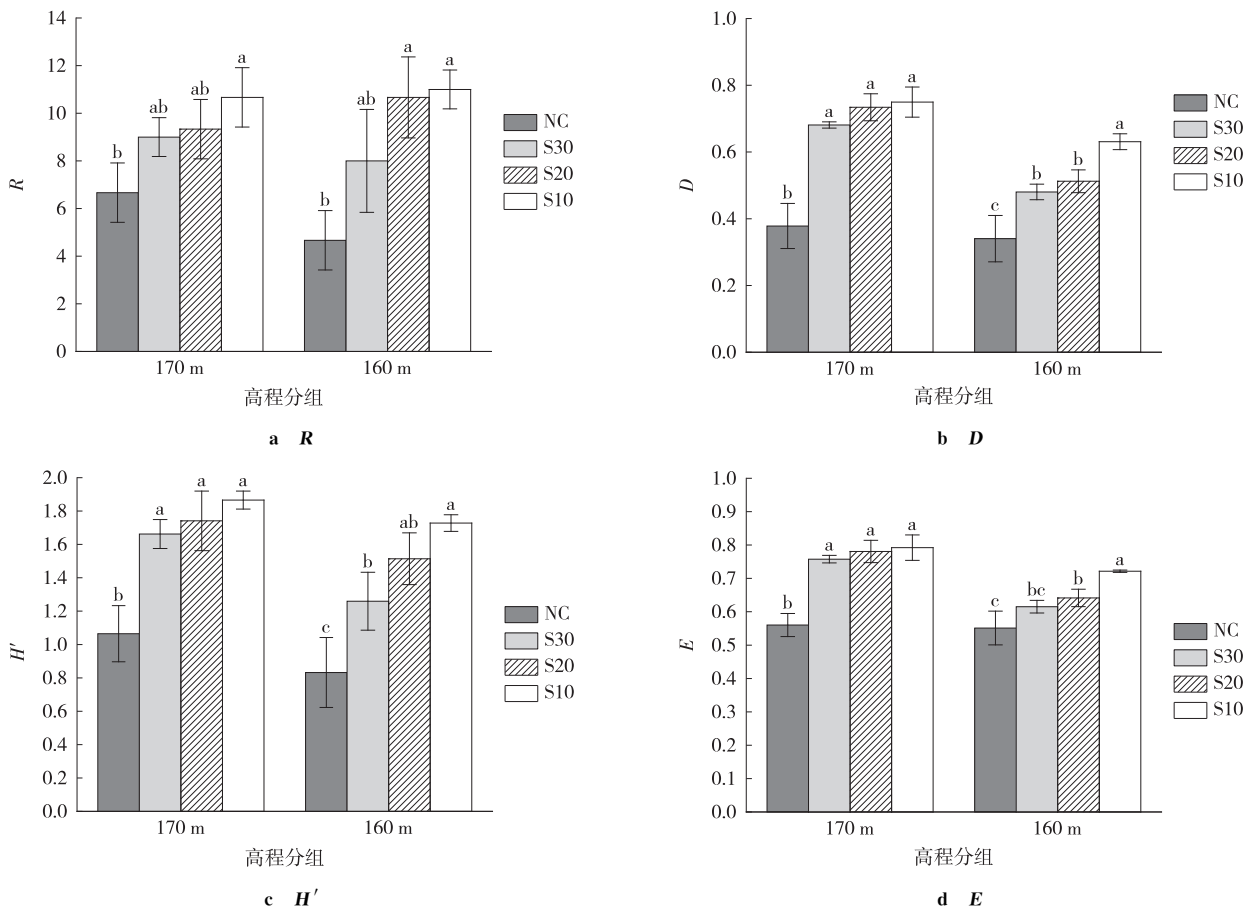 14
12
10
8
6
4
2
0
R
b
ab
ab
a
b
ab
a
a
170 m
160 m
高程分组
NC
S30
S20
S10
a R
1.0
0.8
0.6
0.4
0.2
0.0
D
b
a
a
a
c
b
b
a
170 m
160 m
高程分组
NC
S30
S20
S10
b D
2.0
1.8
1.6
1.4
1.2
1.0
0.8
0.6
0.4
0.2
0.0
H′
b
a
a
a
c
b
ab
a
170 m
160 m
高程分组
NC
S30
S20
S10
c H′
1.0
0.9
0.8
0.7
0.6
0.5
0.4
0.3
0.2
0.1
0.0
E
b
a
a
a
c
bc
b
a
170 m
160 m
高程分组
NC
S30
S20
S10
d E